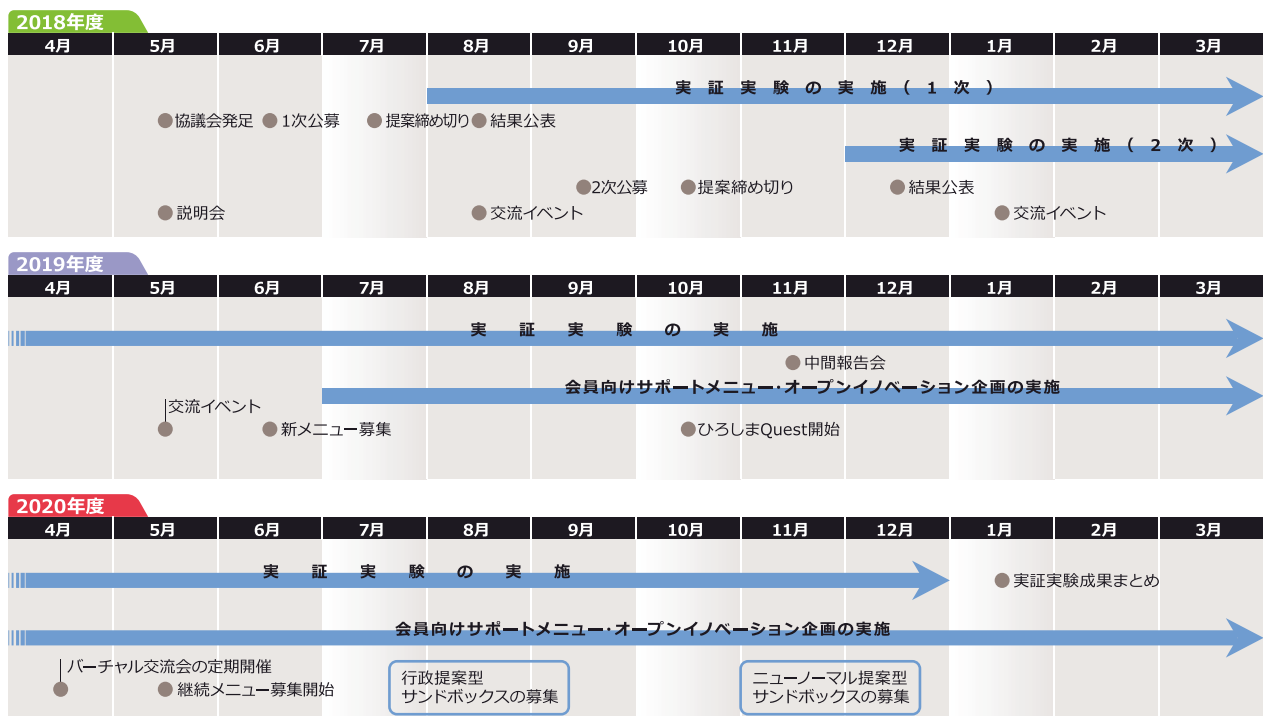 2018年度
4月 5月 6月 7月 8月 9月 10月 11月 12月 1月 2月 3月
実証実験の実施(1次)
協議会発足 1次公募 提案締め切り 結果公表
実証実験の実施(2次)
2次公募 提案締め切り 結果公表
説明会 交流イベント 交流イベント
2019年度
4月 5月 6月 7月 8月 9月 10月 11月 12月 1月 2月 3月
実証実験の実施
中間報告会
会員向けサポートメニュー・オープンイノベーション企画の実施
交流イベント
新メニュー募集 ひろしまQuest開始
2020年度
4月 5月 6月 7月 8月 9月 10月 11月 12月 1月 2月 3月
実証実験の実施
実証実験成果まとめ
会員向けサポートメニュー・オープンイノベーション企画の実施
バーチャル交流会の定期開催
継続メニュー募集開始
行政提案型
サンドボックスの募集
ニューノーマル提案型
サンドボックスの募集